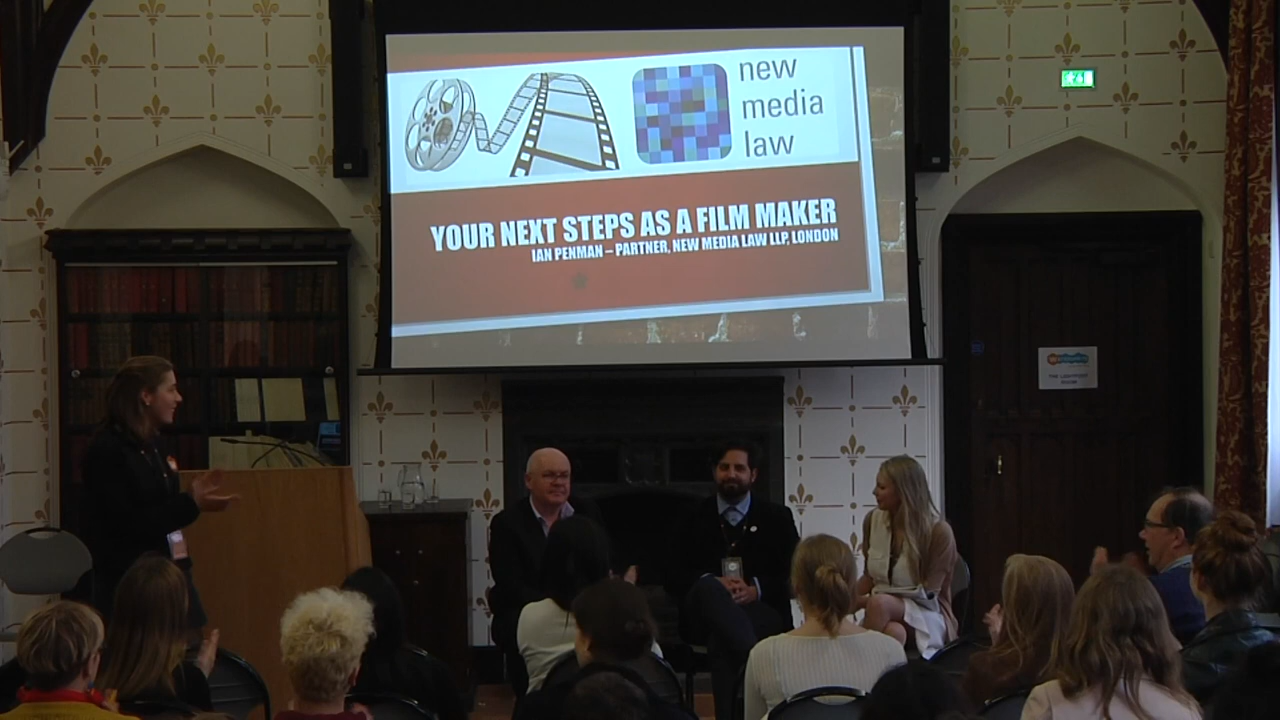 new
media
law
YOUR NEXT STEPS AS A FILM MAKER
IAN PENMAN – PARTNER, NEW MEDIA LAW LLP, LONDON